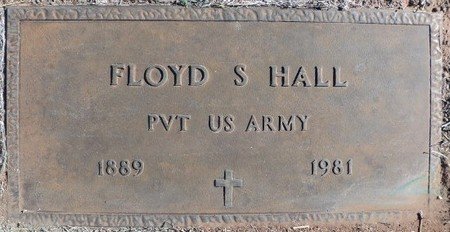 FLOYD S HALL
PVT US ARMY
1889 1981